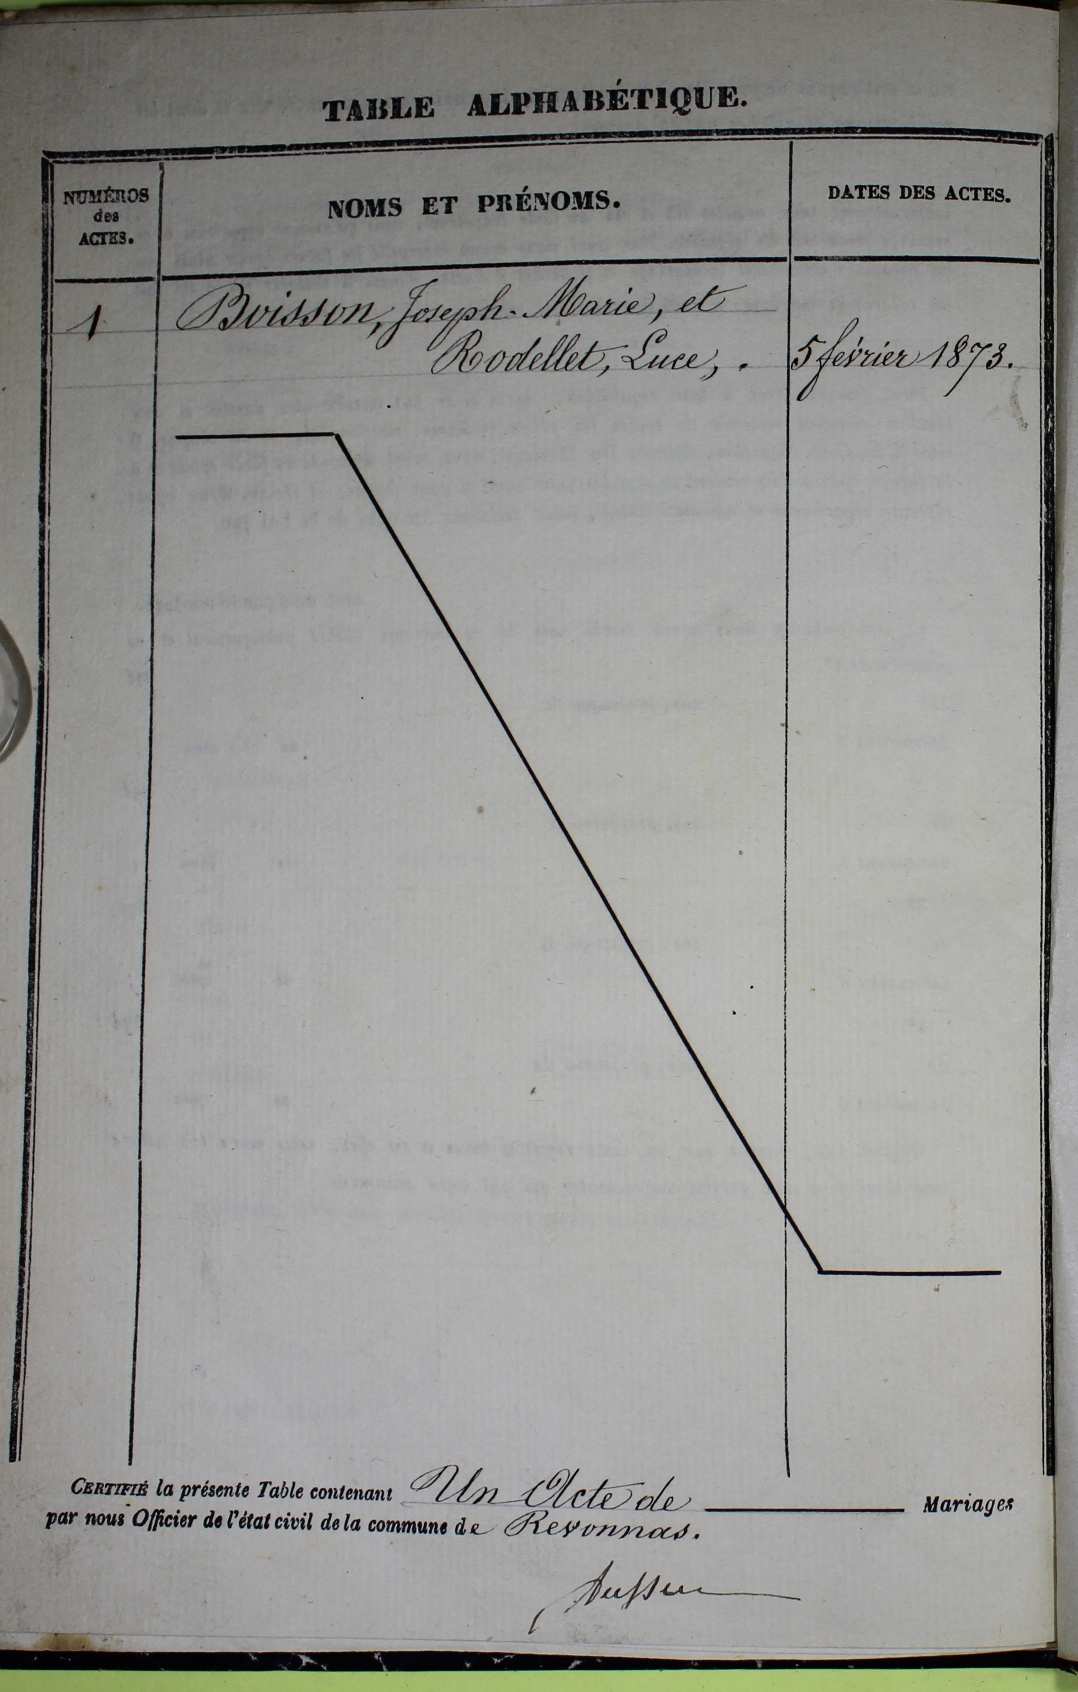 TABLE ALPHABÉTIQUE.
NUMÉROS
des
ACTES.
NOMS ET PRÉNOMS.
DATES DES ACTES.
1
Boisson, Joseph-Marie, et
Rodellet, Luce, .
5 février 1873.
CERTIFIÉ la présente Table contenant Un Acte de Mariages
par nous Officier de l'état civil de la commune de Revonnas.